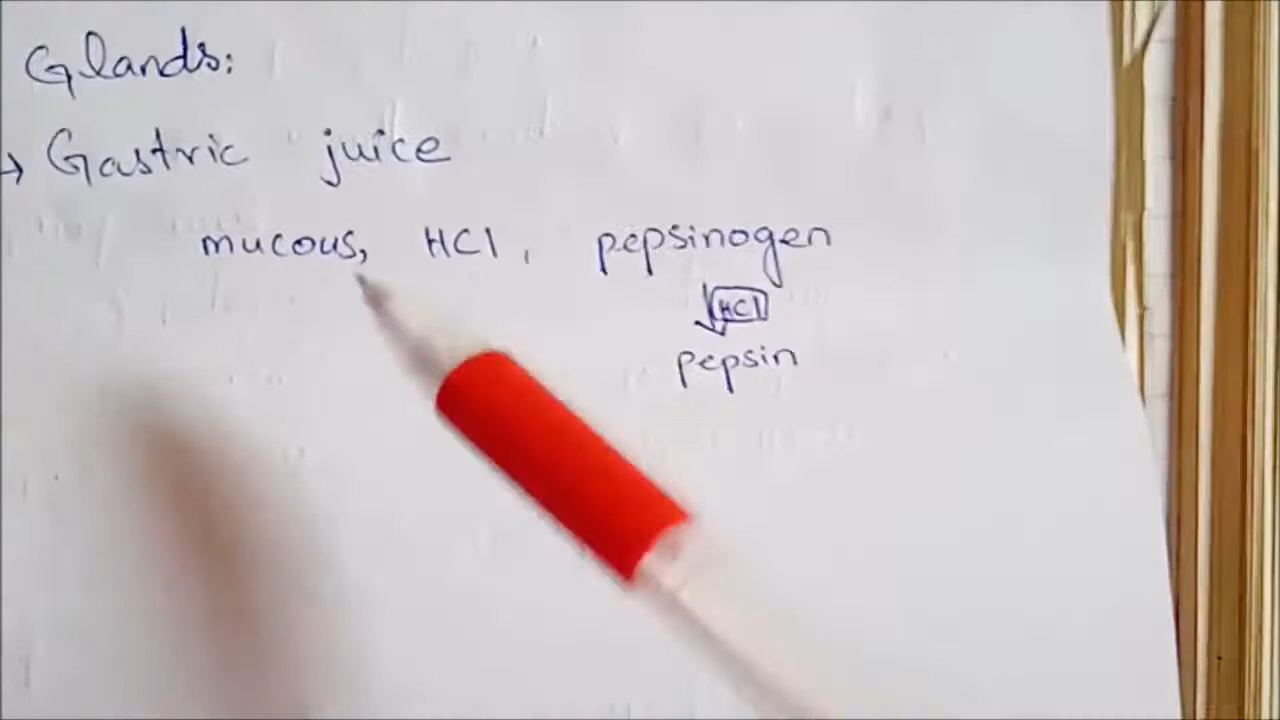 Glands:
→ Gastric juice
mucous, HCl, pepsinogen
↓ HCl
pepsin